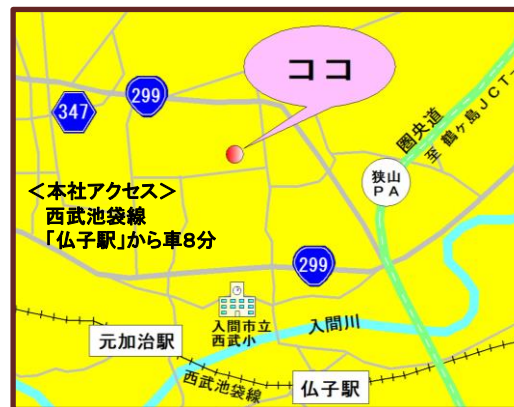 ココ
299
347
圏央道
至 鶴ヶ島JCT
狭山
PA
<本社アクセス>
西武池袋線
「仏子駅」から車8分
299
入間市立
西武小
入間川
元加治駅
西武池袋線
仏子駅